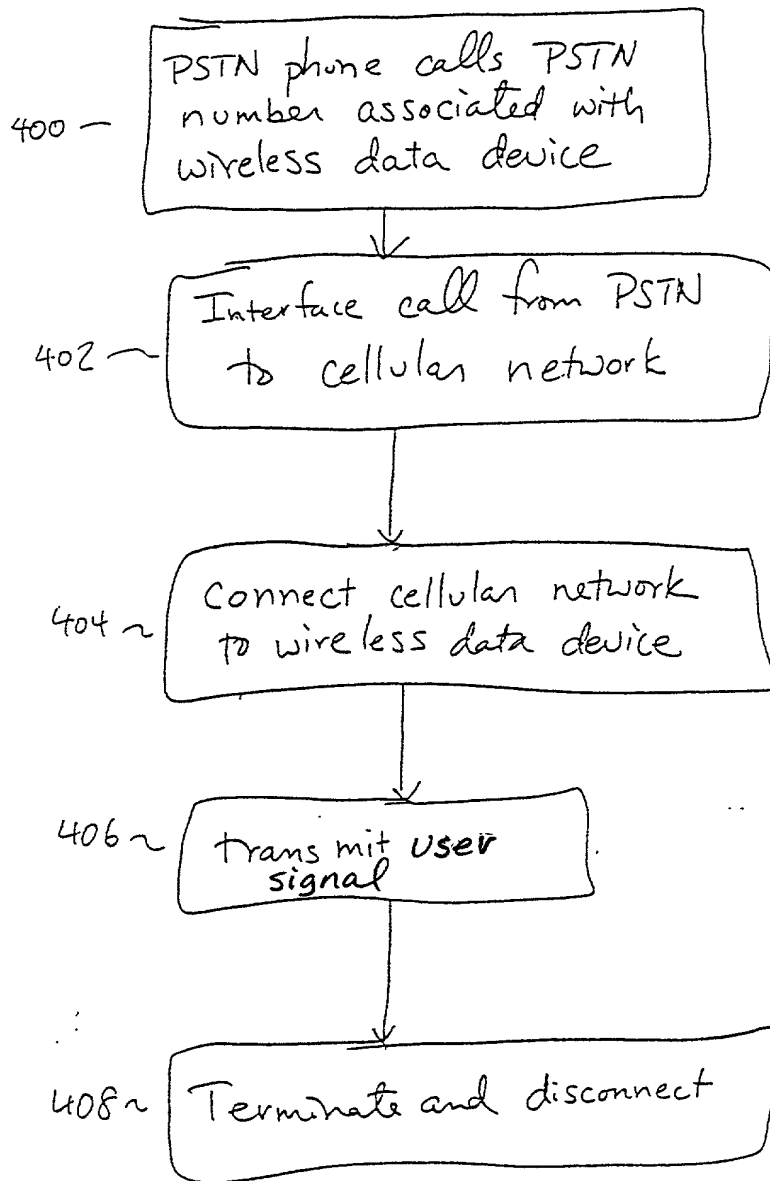 PSTN phone calls PSTN
400 number associated with
wireless data device
Interface call from PSTN
402 to cellular network
connect cellular network
404 to wireless data device
406 transmit user
signal
408 Terminate and disconnect